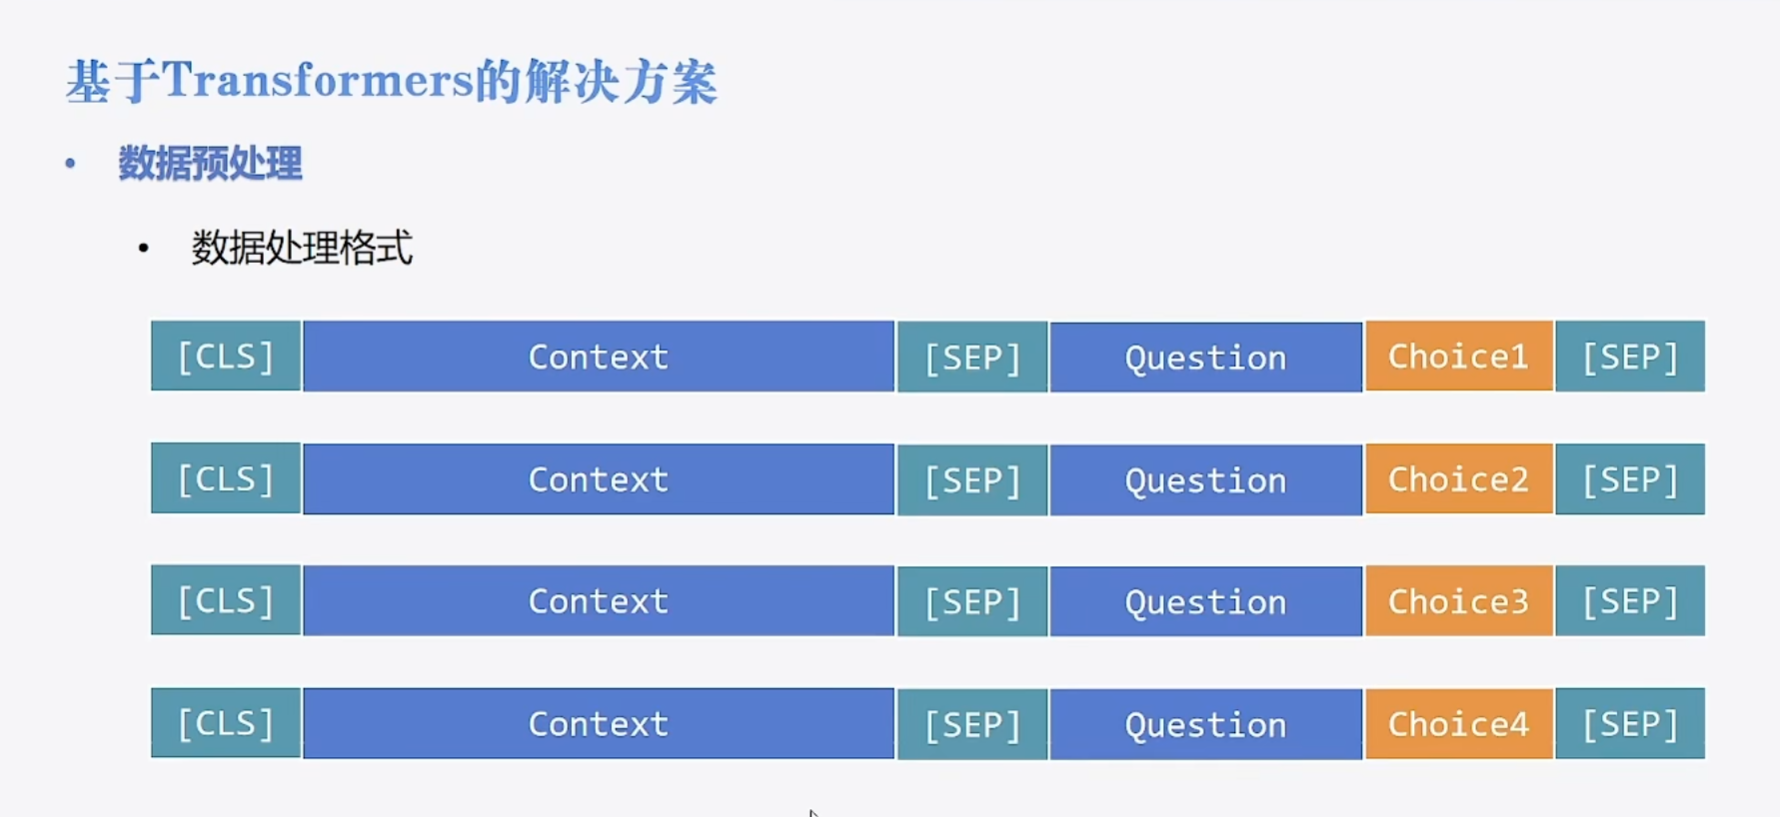 基于Transformers的解决方案
• 数据预处理
• 数据处理格式
[CLS] Context [SEP] Question Choice1 [SEP]
[CLS] Context [SEP] Question Choice2 [SEP]
[CLS] Context [SEP] Question Choice3 [SEP]
[CLS] Context [SEP] Question Choice4 [SEP]